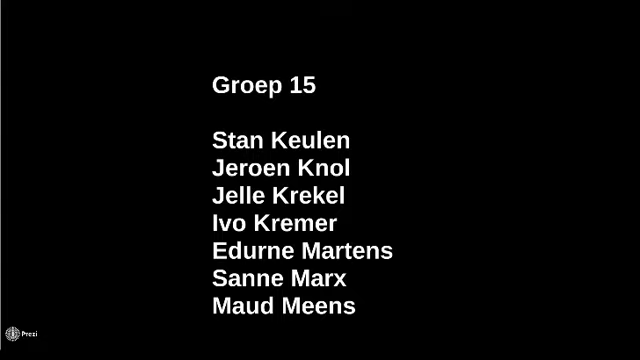 Groep 15
Stan Keulen
Jeroen Knol
Jelle Krekel
Ivo Kremer
Edurne Martens
Sanne Marx
Maud Meens
Prezi